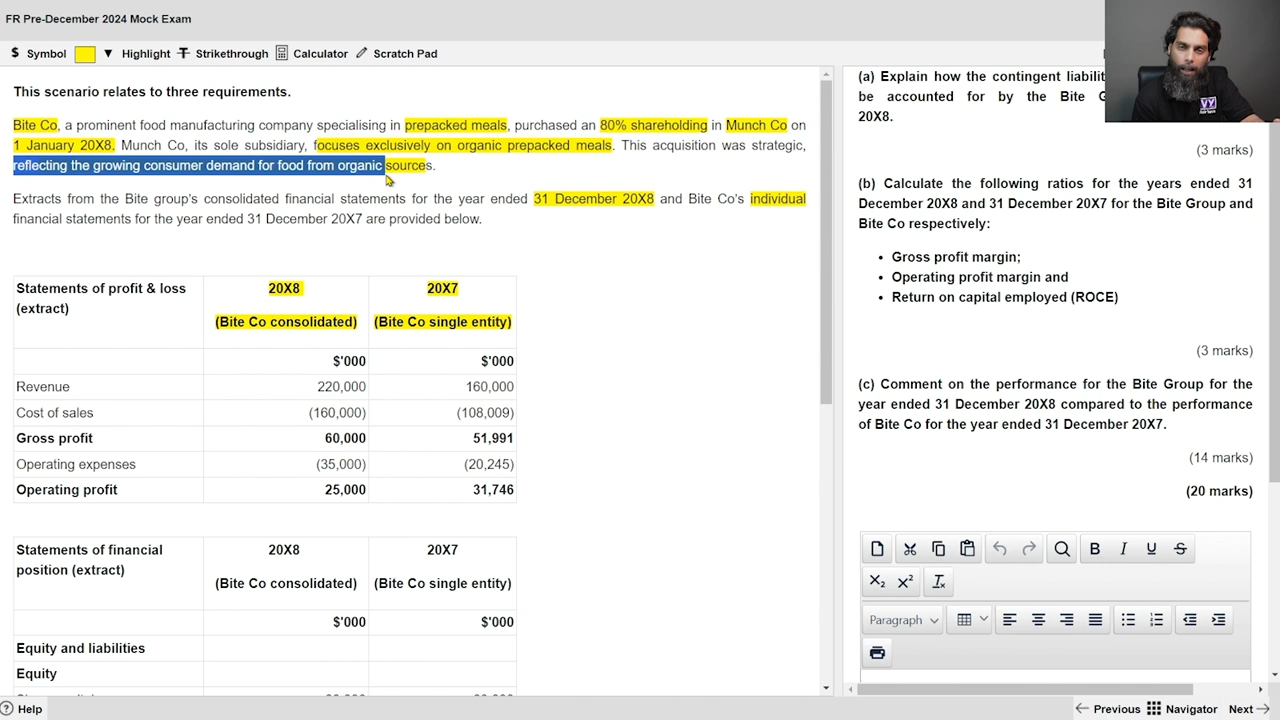 FR Pre-December 2024 Mock Exam
$ Symbol ▼ Highlight Strikethrough Calculator Scratch Pad
This scenario relates to three requirements.
Bite Co, a prominent food manufacturing company specialising in prepacked meals, purchased an 80% shareholding in Munch Co on
1 January 20X8. Munch Co, its sole subsidiary, focuses exclusively on organic prepacked meals. This acquisition was strategic,
reflecting the growing consumer demand for food from organic sources.
Extracts from the Bite group's consolidated financial statements for the year ended 31 December 20X8 and Bite Co's individual
financial statements for the year ended 31 December 20X7 are provided below.
Statements of profit & loss 20X8 20X7
(extract)
(Bite Co consolidated) (Bite Co single entity)
$'000 $'000
Revenue 220,000 160,000
Cost of sales (160,000) (108,009)
Gross profit 60,000 51,991
Operating expenses (35,000) (20,245)
Operating profit 25,000 31,746
Statements of financial 20X8 20X7
position (extract)
(Bite Co consolidated) (Bite Co single entity)
$'000 $'000
Equity and liabilities
Equity
(a) Explain how the contingent
be accounted for by the Bite
20X8.
(3 marks)
(b) Calculate the following ratios for the years ended 31
December 20X8 and 31 December 20X7 for the Bite Group and
Bite Co respectively:
• Gross profit margin;
• Operating profit margin and
• Return on capital employed (ROCE)
(3 marks)
(c) Comment on the performance for the Bite Group for the
year ended 31 December 20X8 compared to the performance
of Bite Co for the year ended 31 December 20X7.
(14 marks)
(20 marks)
B I U S
X₂ X² Tx
Paragraph
Help
Previous Navigator Next
VY